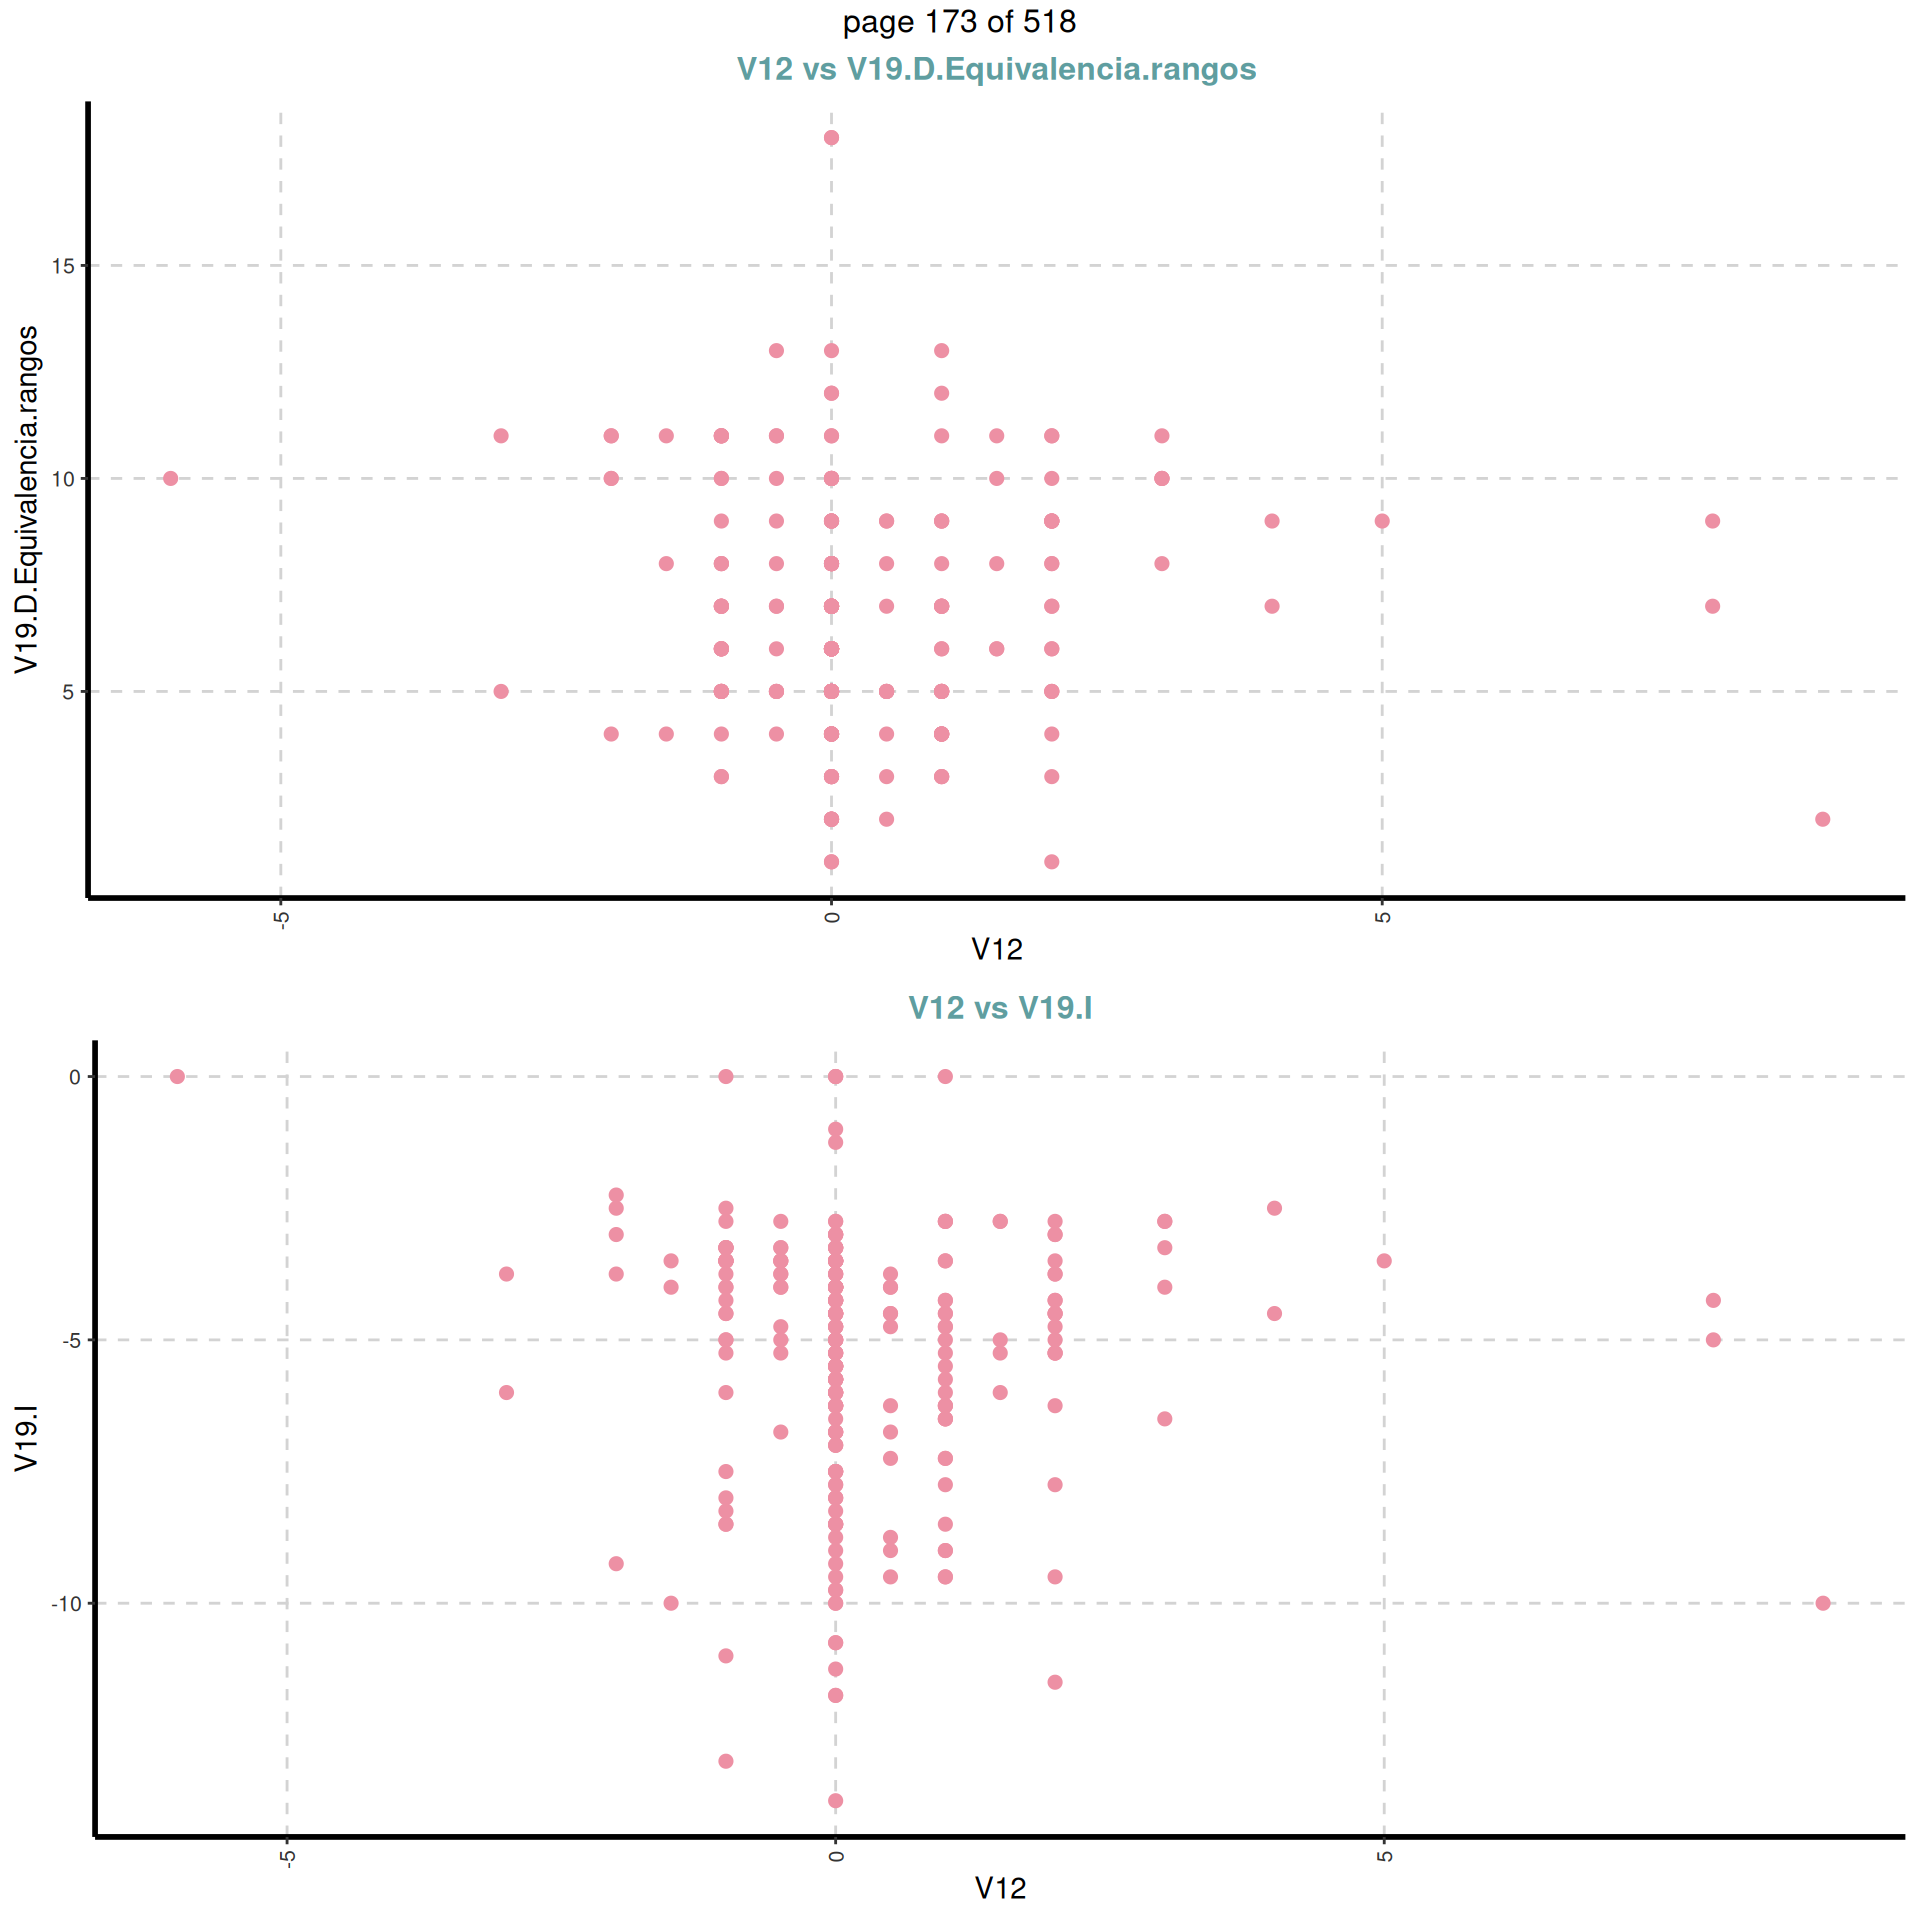 page 173 of 518
V12 vs V19.D.Equivalencia.rangos
V19.D.Equivalencia.rangos
15
10
5
-5
0
5
V12
V12 vs V19.I
V19.I
0
-5
-10
-5
0
5
V12